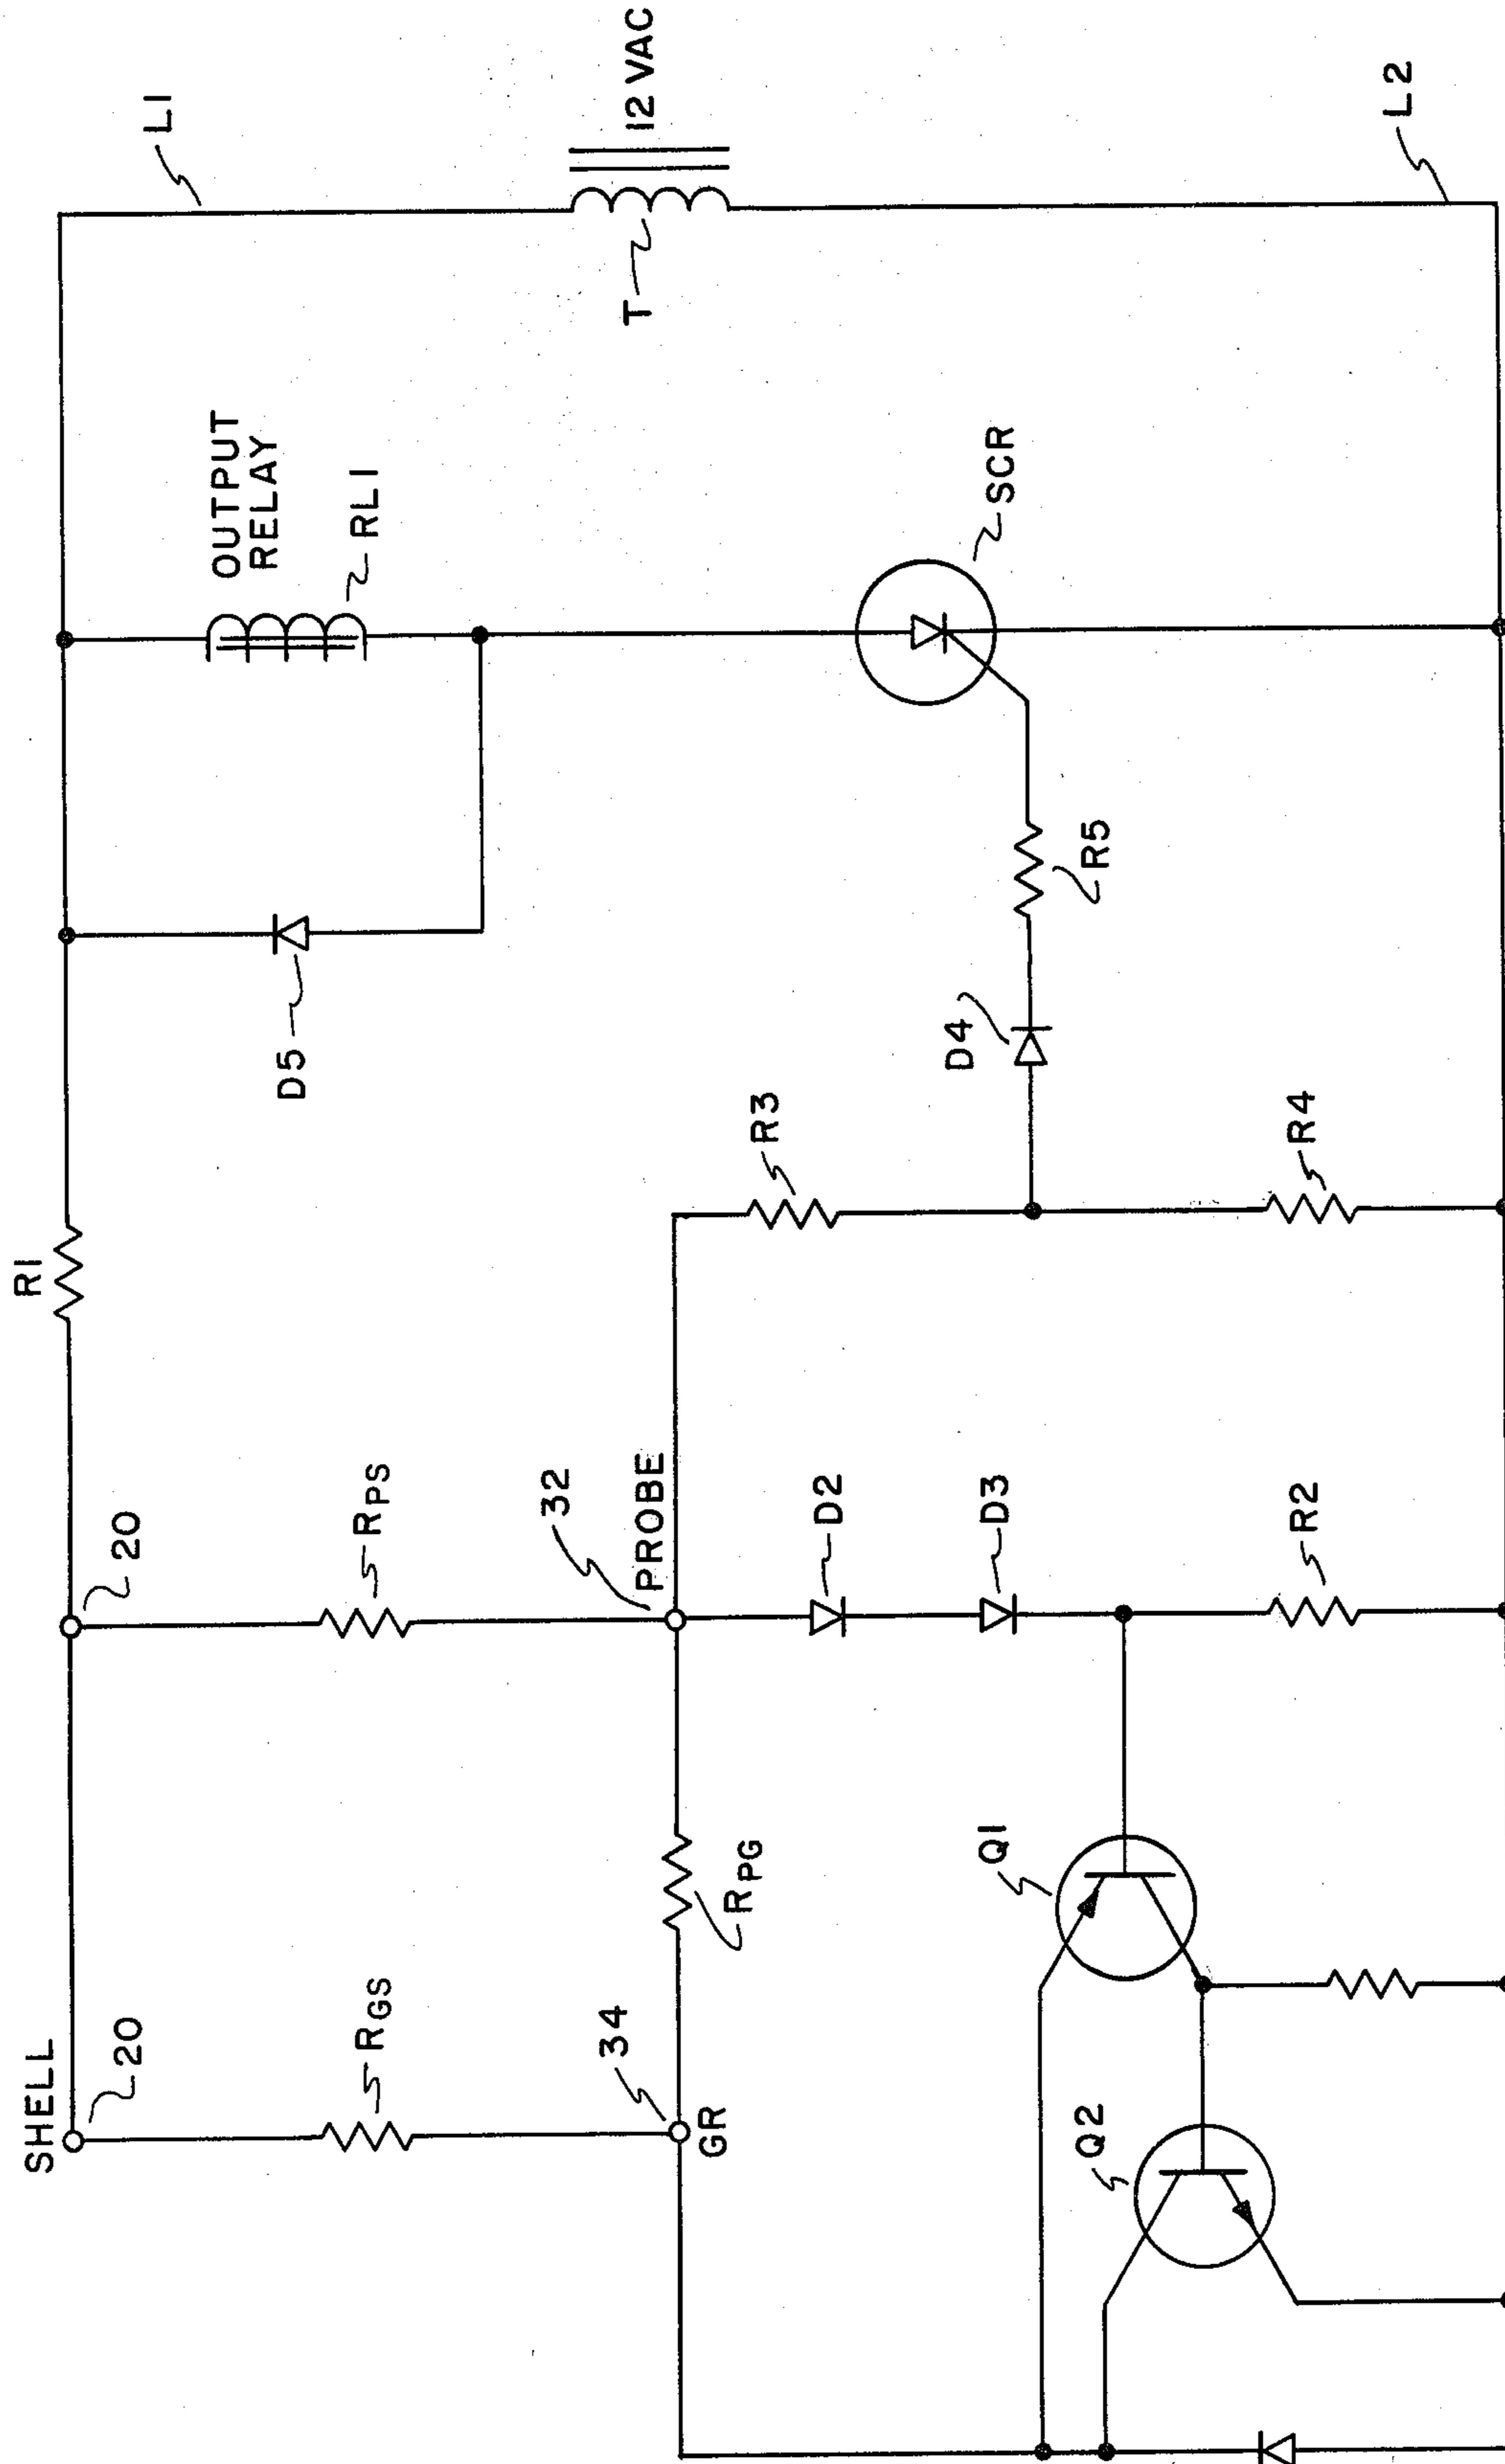 SHELL
20
RGS
34
GR
RPG
20
RPS
32
PROBE
Q2
Q1
D2
D3
R2
R1
R3
R4
D4
R5
D5
OUTPUT
RELAY
RL1
SCR
T
12 VAC
L1
L2